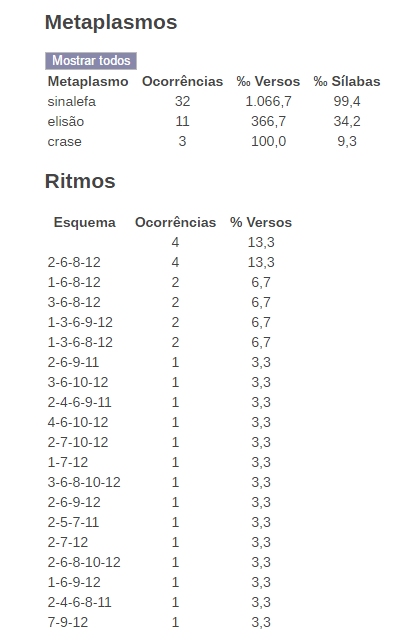 Metaplasmos
Mostrar todos
Metaplasmo Ocorrências ‰ Versos ‰ Sílabas
sinalefa 32 1.066,7 99,4
elisão 11 366,7 34,2
crase 3 100,0 9,3
Ritmos
Esquema Ocorrências % Versos
4 13,3
2-6-8-12 4 13,3
1-6-8-12 2 6,7
3-6-8-12 2 6,7
1-3-6-9-12 2 6,7
1-3-6-8-12 2 6,7
2-6-9-11 1 3,3
3-6-10-12 1 3,3
2-4-6-9-11 1 3,3
4-6-10-12 1 3,3
2-7-10-12 1 3,3
1-7-12 1 3,3
3-6-8-10-12 1 3,3
2-6-9-12 1 3,3
2-5-7-11 1 3,3
2-7-12 1 3,3
2-6-8-10-12 1 3,3
1-6-9-12 1 3,3
2-4-6-8-11 1 3,3
7-9-12 1 3,3